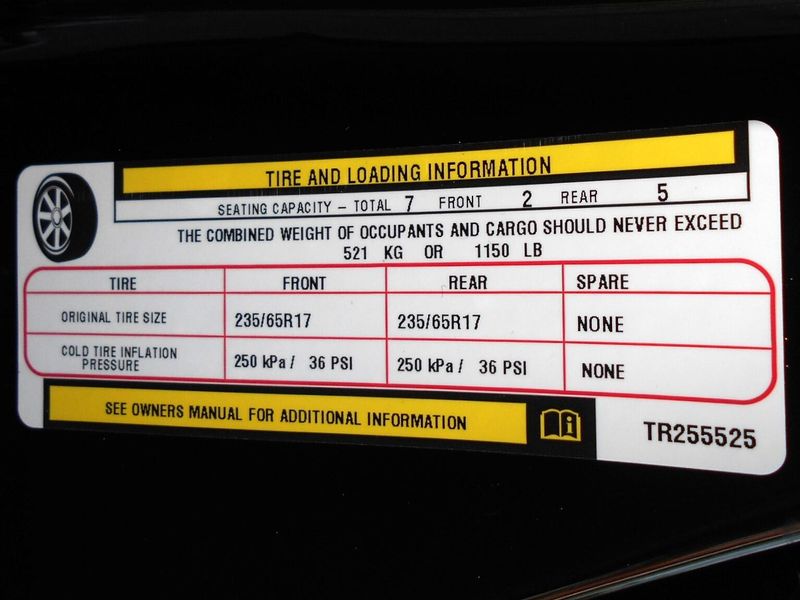 TIRE AND LOADING INFORMATION
SEATING CAPACITY – TOTAL 7 FRONT 2 REAR 5
THE COMBINED WEIGHT OF OCCUPANTS AND CARGO SHOULD NEVER EXCEED
521 KG OR 1150 LB
TIRE FRONT REAR SPARE
ORIGINAL TIRE SIZE 235/65R17 235/65R17 NONE
COLD TIRE INFLATION
PRESSURE 250 kPa / 36 PSI 250 kPa / 36 PSI NONE
SEE OWNERS MANUAL FOR ADDITIONAL INFORMATION
TR255525